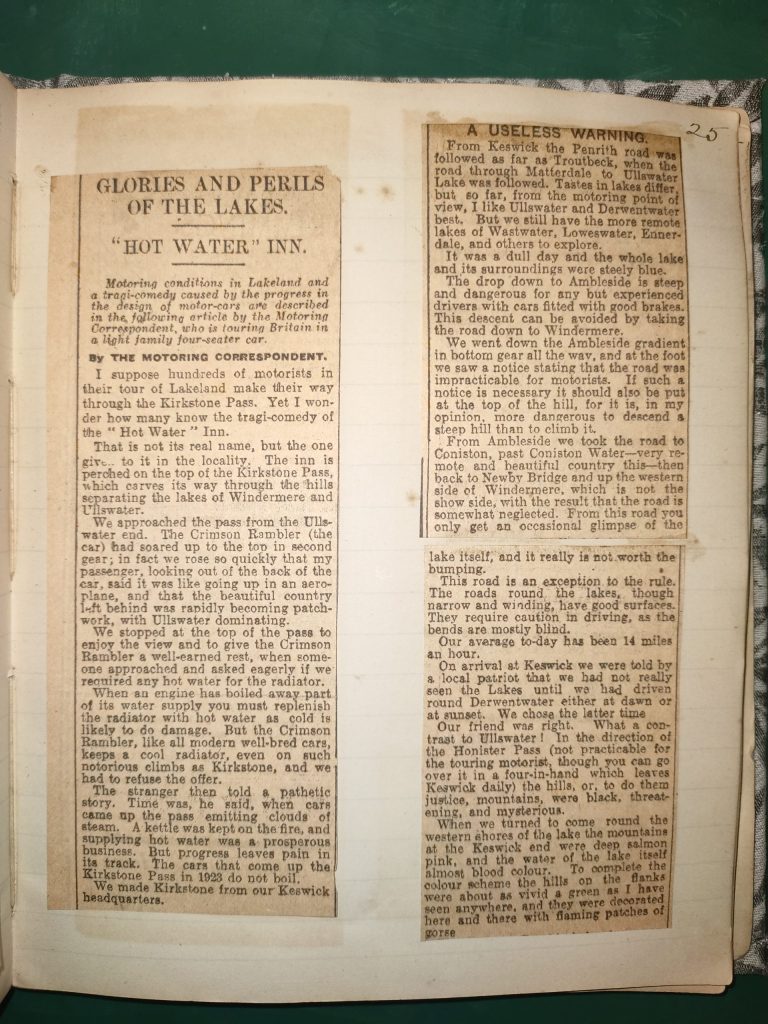 GLORIES AND PERILS
OF THE LAKES.
"HOT WATER" INN.
Motoring conditions in Lakeland and
a tragi-comedy caused by the progress in
the design of motor-cars are described
in the following article by the Motoring
Correspondent, who is touring Britain in
a light family four-seater car.
By THE MOTORING CORRESPONDENT.
I suppose hundreds of motorists in
their tour of Lakeland make their way
through the Kirkstone Pass. Yet I won-
der how many know the tragi-comedy of
the "Hot Water" Inn.
That is not its real name, but the one
give.. to it in the locality. The inn is
perched on the top of the Kirkstone Pass,
which carves its way through the hills
separating the lakes of Windermere and
Ullswater.
We approached the pass from the Ulls-
water end. The Crimson Rambler (the
car) had soared up to the top in second
gear; in fact we rose so quickly that my
passenger, looking out of the back of the
car, said it was like going up in an aero-
plane, and that the beautiful country
left behind was rapidly becoming patch-
work, with Ullswater dominating.
We stopped at the top of the pass to
enjoy the view and to give the Crimson
Rambler a well-earned rest, when some-
one approached and asked eagerly if we
required any hot water for the radiator.
When an engine has boiled away part
of its water supply you must replenish
the radiator with hot water as cold is
likely to do damage. But the Crimson
Rambler, like all modern well-bred cars,
keeps a cool radiator, even on such
notorious climbs as Kirkstone, and we
had to refuse the offer.
The stranger then told a pathetic
story. Time was, he said, when cars
came up the pass emitting clouds of
steam. A kettle was kept on the fire, and
supplying hot water was a prosperous
business. But progress leaves pain in
its track. The cars that come up the
Kirkstone Pass in 1923 do not boil.
We made Kirkstone from our Keswick
headquarters.
25
A USELESS WARNING.
From Keswick the Penrith road was
followed as far as Troutbeck, when the
road through Matterdale to Ullswater
Lake was followed. Tastes in lakes differ,
but so far, from the motoring point of
view, I like Ullswater and Derwentwater
best. But we still have the more remote
lakes of Wastwater, Loweswater, Enner-
dale, and others to explore.
It was a dull day and the whole lake
and its surroundings were steely blue.
The drop down to Ambleside is steep
and dangerous for any but experienced
drivers with cars fitted with good brakes.
This descent can be avoided by taking
the road down to Windermere.
We went down the Ambleside gradient
in bottom gear all the way, and at the foot
we saw a notice stating that the road was
impracticable for motorists. If such a
notice is necessary it should also be put
at the top of the hill, for it is, in my
opinion, more dangerous to descend a
steep hill than to climb it.
From Ambleside we took the road to
Coniston, past Coniston Water—very re-
mote and beautiful country this—then
back to Newby Bridge and up the western
side of Windermere, which is not the
show side, with the result that the road is
somewhat neglected. From this road you
only get an occasional glimpse of the
lake itself, and it really is not worth the
bumping.
This road is an exception to the rule.
The roads round the lakes, though
narrow and winding, have good surfaces.
They require caution in driving, as the
bends are mostly blind.
Our average to-day has been 14 miles
an hour.
On arrival at Keswick we were told by
a local patriot that we had not really
seen the Lakes until we had driven
round Derwentwater either at dawn or
at sunset. We chose the latter time
Our friend was right. What a con-
trast to Ullswater! In the direction of
the Honister Pass (not practicable for
the touring motorist, though you can go
over it in a four-in-hand which leaves
Keswick daily) the hills, or, to do them
justice, mountains, were black, threat-
ening, and mysterious.
When we turned to come round the
western shores of the lake the mountains
at the Keswick end were deep salmon
pink, and the water of the lake itself
almost blood colour. To complete the
colour scheme the hills on the flanks
were about as vivid a green as I have
seen anywhere, and they were decorated
here and there with flaming patches of
gorse